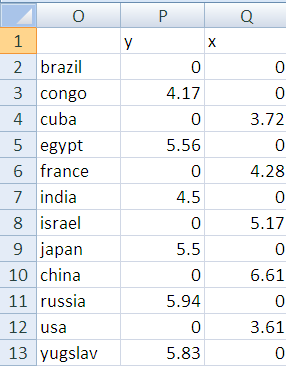 O P Q
1 y x
2 brazil 0 0
3 congo 4.17 0
4 cuba 0 3.72
5 egypt 5.56 0
6 france 0 4.28
7 india 4.5 0
8 israel 0 5.17
9 japan 5.5 0
10 china 0 6.61
11 russia 5.94 0
12 usa 0 3.61
13 yugslav 5.83 0